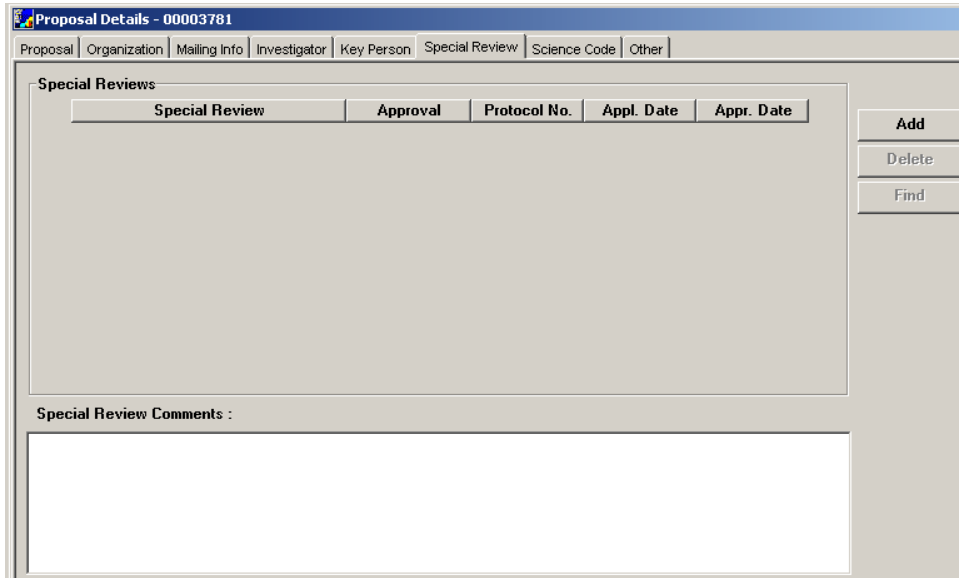 Proposal Details - 00003781
Proposal Organization Mailing Info Investigator Key Person Special Review Science Code Other
Special Reviews
Special Review Approval Protocol No. Appl. Date Appr. Date
Add
Delete
Find
Special Review Comments :